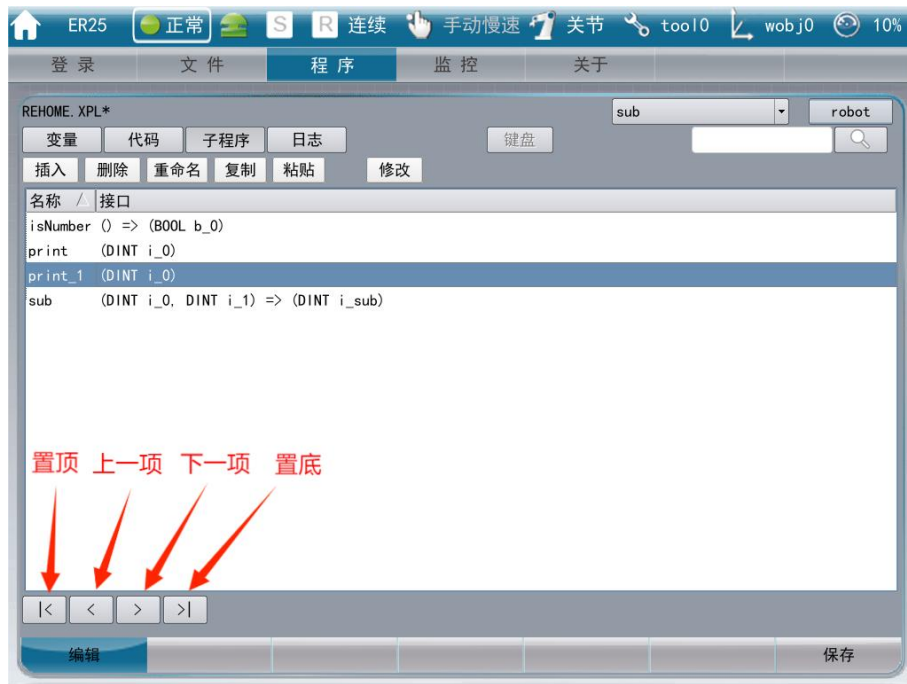 ER25 正常 S R 连续 手动慢速 关节 tool0 wobj0 10%
登录 文件 程序 监控 关于
REHOME.XPL* sub robot
变量 代码 子程序 日志 键盘
插入 删除 重命名 复制 粘贴 修改
名称 接口
isNumber () => (BOOL b_0)
print (DINT i_0)
print_1 (DINT i_0)
sub (DINT i_0, DINT i_1) => (DINT i_sub)
置顶 上一项 下一项 置底
|< < > >|
编辑 保存